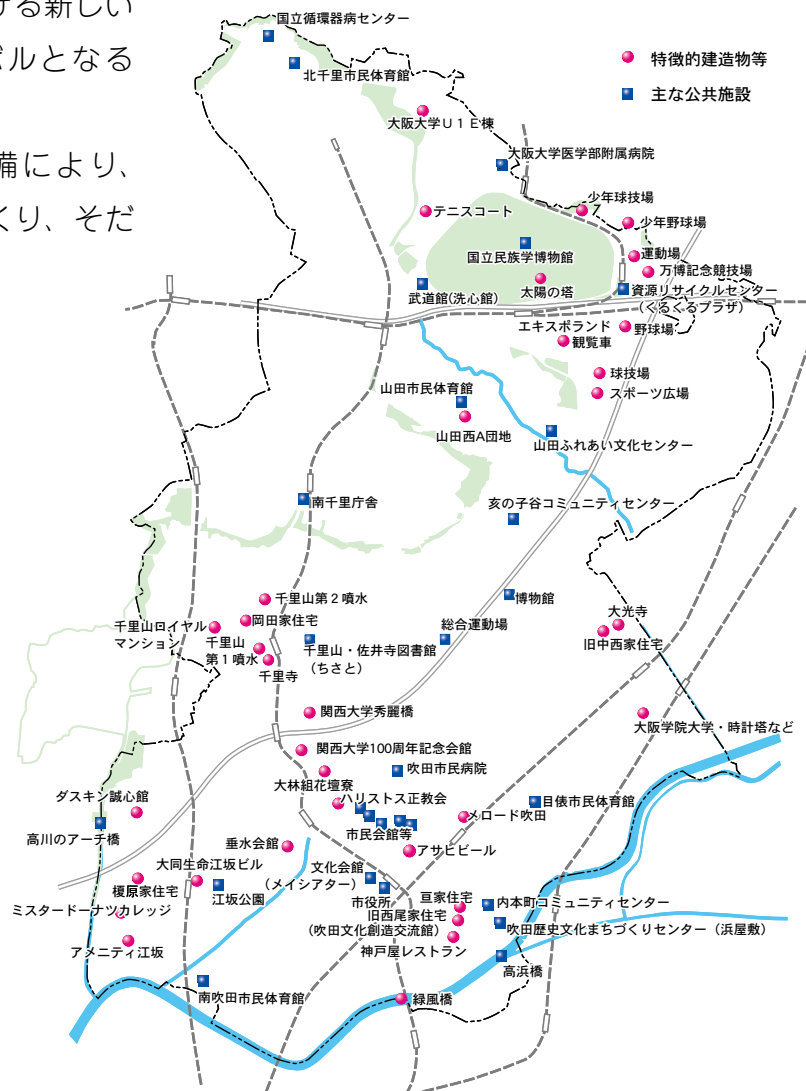 ける新しい
ボルとなる
備により、
くり、そだ
特徴的建造物等
主な公共施設
国立循環器病センター
北千里市民体育館
大阪大学U1E棟
大阪大学医学部附属病院
テニスコート
少年球技場
少年野球場
国立民族学博物館
運動場
万博記念競技場
武道館(洗心館)
太陽の塔
資源リサイクルセンター
(くるくるプラザ)
エキスポランド
観覧車
野球場
球技場
スポーツ広場
山田市民体育館
山田西A団地
山田ふれあい文化センター
南千里庁舎
亥の子谷コミュニティセンター
千里山第2噴水
博物館
岡田家住宅
千里山ロイヤル
マンション
千里山
第1噴水
千里寺
千里山・佐井寺図書館
(ちさと)
総合運動場
大光寺
旧中西家住宅
関西大学秀麗橋
大阪学院大学・時計塔など
関西大学100周年記念会館
大林組花壇寮
吹田市民病院
ダスキン誠心館
ハリストス正教会
目俵市民体育館
メロード吹田
高川のアーチ橋
市民会館等
垂水会館
アサヒビール
大同生命江坂ビル
文化会館
(メイシアター)
榎原家住宅
江坂公園
市役所
亘家住宅
内本町コミュニティセンター
ミスタードーナツカレッジ
旧西尾家住宅
(吹田文化創造交流館)
吹田歴史文化まちづくりセンター(浜屋敷)
アメニティ江坂
神戸屋レストラン
高浜橋
南吹田市民体育館
緑風橋